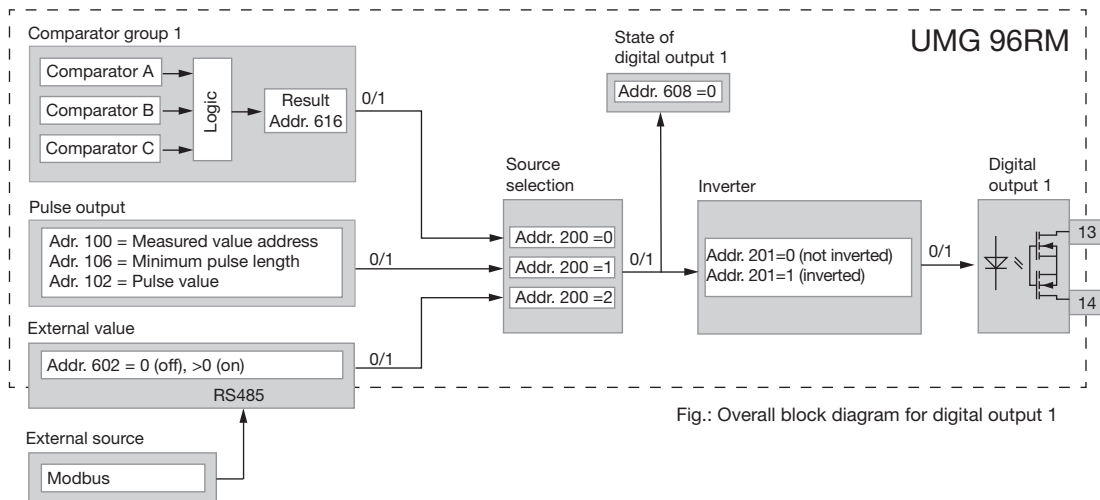 UMG 96RM
Comparator group 1
Comparator A
Comparator B
Comparator C
Logic
Result
Addr. 616
0/1
State of
digital output 1
Addr. 608 =0
Pulse output
Adr. 100 = Measured value address
Adr. 106 = Minimum pulse length
Adr. 102 = Pulse value
0/1
Source
selection
Addr. 200 =0
Addr. 200 =1
Addr. 200 =2
0/1
Inverter
Addr. 201=0 (not inverted)
Addr. 201=1 (inverted)
0/1
Digital
output 1
13
14
External value
Addr. 602 = 0 (off), >0 (on)
RS485
0/1
External source
Modbus
Fig.: Overall block diagram for digital output 1